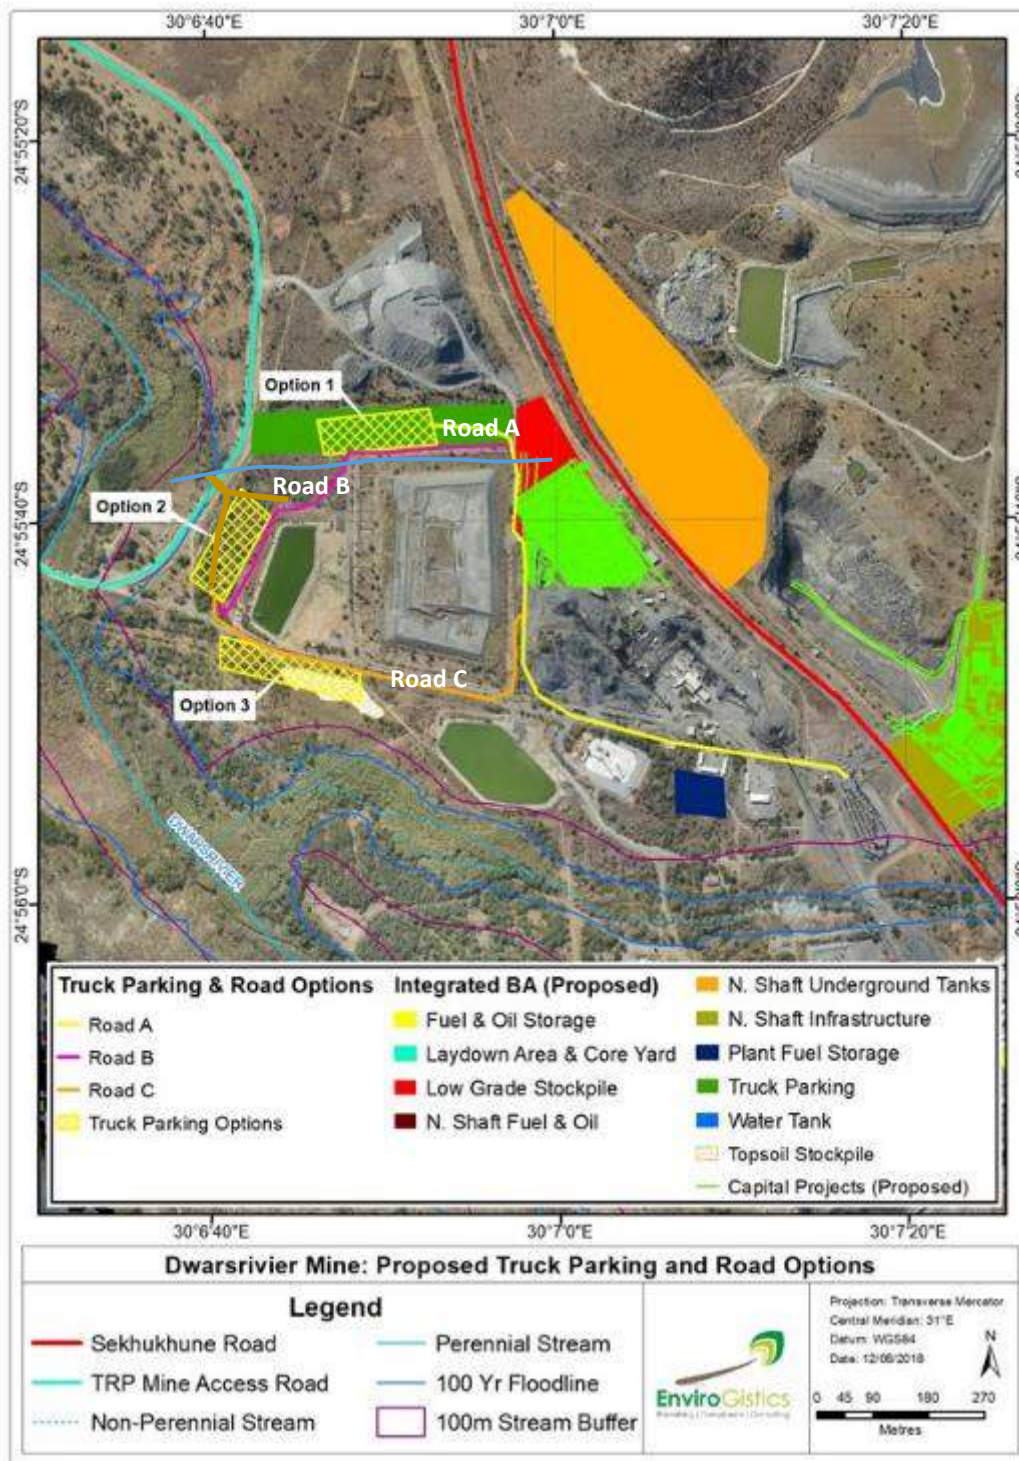 30°6'40"E 30°7'0"E 30°7'20"E
24°55'20"S
Option 1
Road A
Road B
Option 2
24°55'40"S
Road C
Option 3
DWARSRIVIER
24°56'0"S
Truck Parking & Road Options
Road A
Road B
Road C
Truck Parking Options
Integrated BA (Proposed)
Fuel & Oil Storage
Laydown Area & Core Yard
Low Grade Stockpile
N. Shaft Fuel & Oil
N. Shaft Underground Tanks
N. Shaft Infrastructure
Plant Fuel Storage
Truck Parking
Water Tank
Topsoil Stockpile
Capital Projects (Proposed)
30°6'40"E 30°7'0"E 30°7'20"E
Dwarsrivier Mine: Proposed Truck Parking and Road Options
Legend
Sekhukhune Road
TRP Mine Access Road
Non-Perennial Stream
Perennial Stream
100 Yr Floodline
100m Stream Buffer
EnviroGistics
Projection: Transverse Mercator
Central Meridian: 31°E
Datum: WGS84
Date: 12/06/2018
N
0 45 90 180 270
Metres